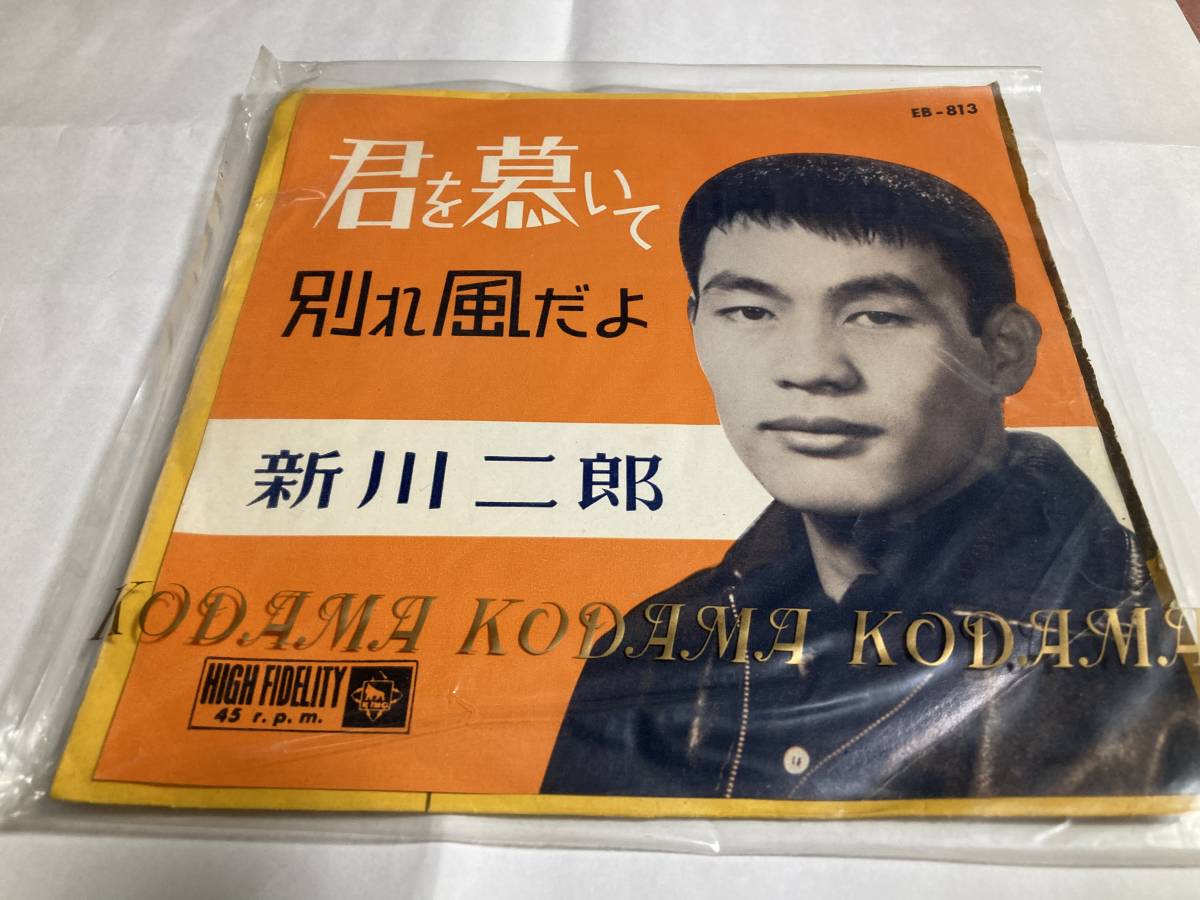 EB-813
君を慕いて
別れ風だよ
新川二郎
KODAMA KODAMA KODAMA
HIGH FIDELITY
45 r.p.m.
KING